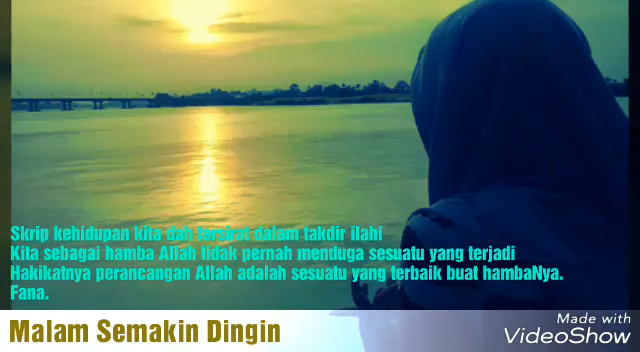 Skrip kehidupan kita dah tersirat dalam takdir ilahi
Kita sebagai hamba Allah tidak pernah menduga sesuatu yang terjadi
Hakikatnya perancangan Allah adalah sesuatu yang terbaik buat hambaNya.
Fana.
Malam Semakin Dingin
Made with
VideoShow